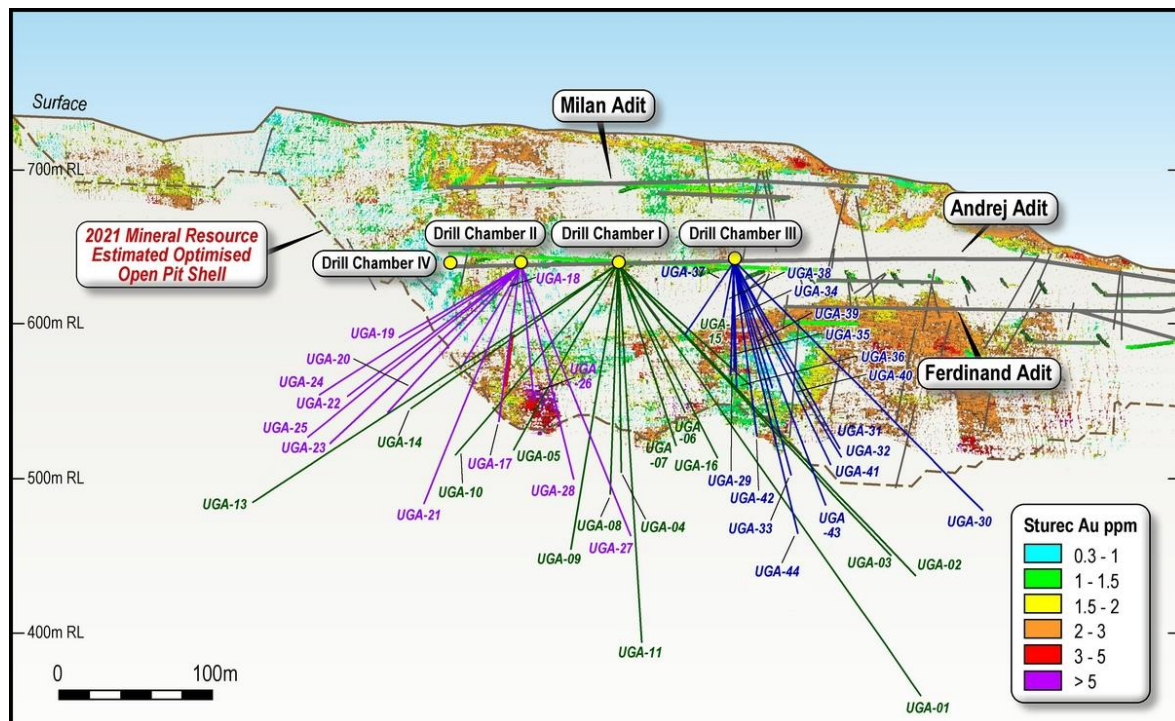 Surface
Milan Adit
700m RL
Andrej Adit
2021 Mineral Resource
Estimated Optimised
Open Pit Shell
Drill Chamber II
Drill Chamber I
Drill Chamber III
Drill Chamber IV
UGA-18
UGA-37
UGA-38
UGA-34
600m RL
UGA-19
UGA-
15
UGA-39
UGA-35
UGA-20
UGA
-26
UGA-36
UGA-40
Ferdinand Adit
UGA-24
UGA-22
UGA-25
UGA-23
UGA-14
UGA-17
UGA-05
UGA
-06
UGA
-07
UGA-16
UGA-31
UGA-32
UGA-41
UGA-29
500m RL
UGA-13
UGA-10
UGA-21
UGA-28
UGA-42
UGA-08
UGA-04
UGA-33
UGA
-43
UGA-30
UGA-09
UGA-27
UGA-44
UGA-03
UGA-02
400m RL
UGA-11
UGA-01
0
100m
Sturec Au ppm
0.3 - 1
1 - 1.5
1.5 - 2
2 - 3
3 - 5
> 5